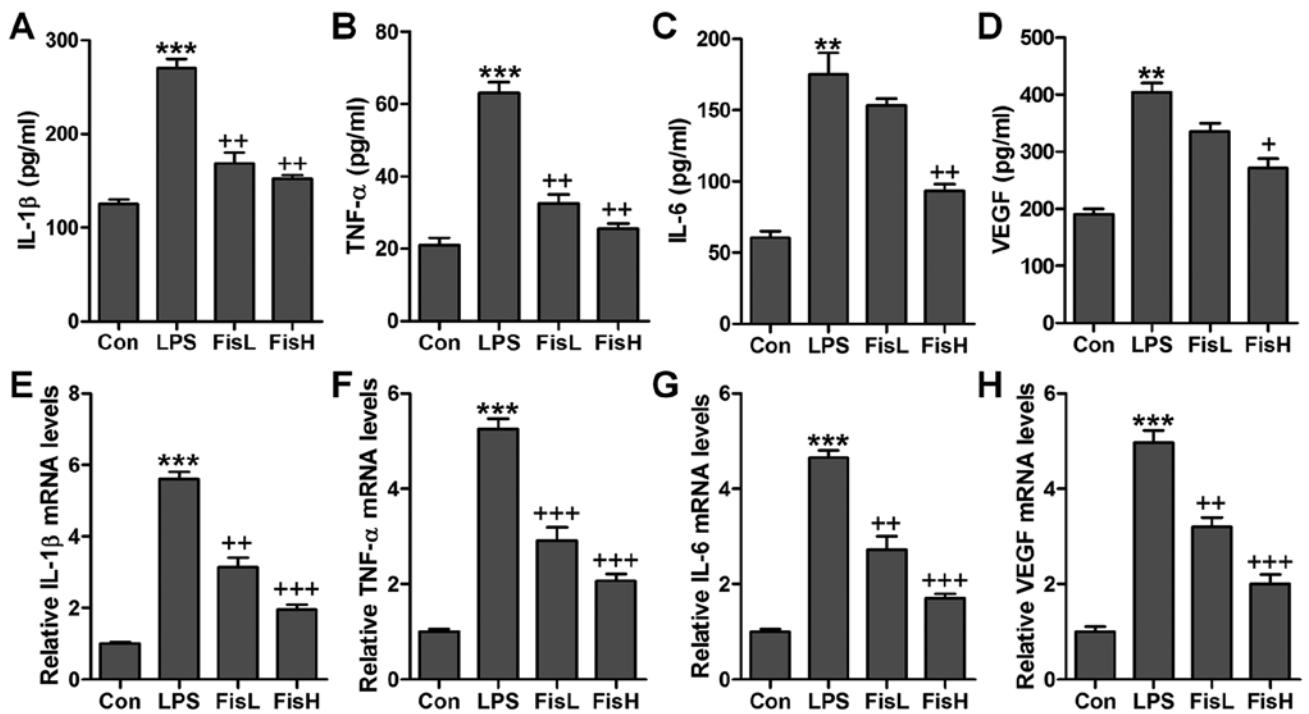 A
IL-1β (pg/ml)
300
200
100
0
***
++
++
Con LPS FisL FisH
B
TNF-α (pg/ml)
80
60
40
20
0
***
++
++
Con LPS FisL FisH
C
IL-6 (pg/ml)
200
150
100
50
0
**
++
Con LPS FisL FisH
D
VEGF (pg/ml)
500
400
300
200
100
0
**
+
Con LPS FisL FisH
E
Relative IL-1β mRNA levels
8
6
4
2
0
***
++
+++
Con LPS FisL FisH
F
Relative TNF-α mRNA levels
6
4
2
0
***
+++
+++
Con LPS FisL FisH
G
Relative IL-6 mRNA levels
6
4
2
0
***
++
+++
Con LPS FisL FisH
H
Relative VEGF mRNA levels
6
4
2
0
***
++
+++
Con LPS FisL FisH